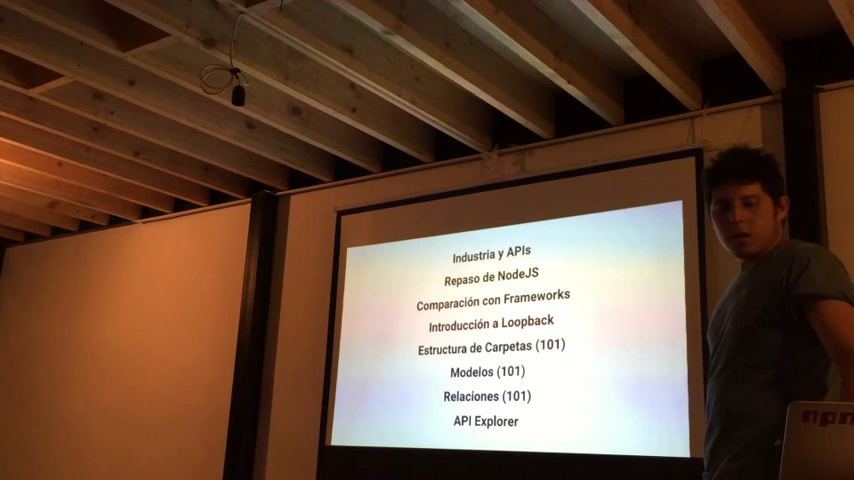 Industria y APIs
Repaso de NodeJS
Comparación con Frameworks
Introducción a Loopback
Estructura de Carpetas (101)
Modelos (101)
Relaciones (101)
API Explorer
npm